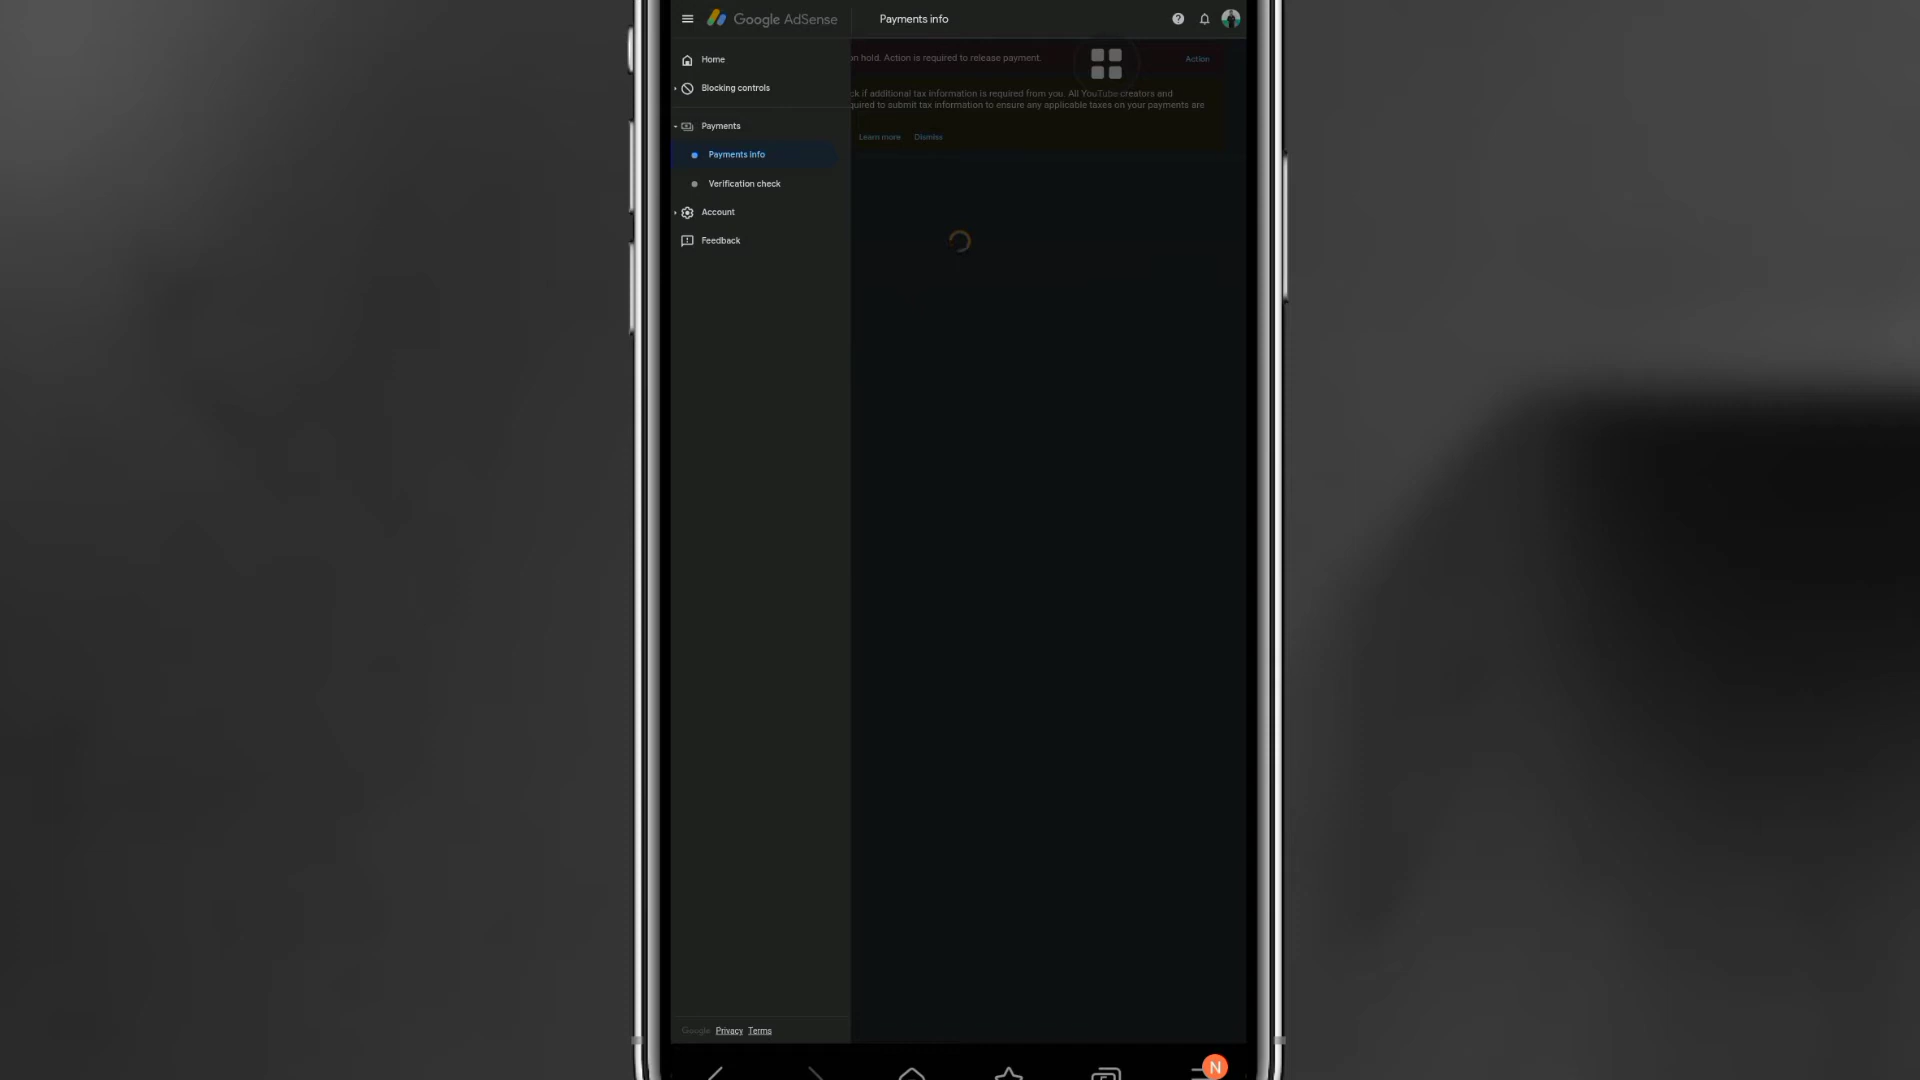 Google AdSense
Payments info
Home
Blocking controls
Payments
Payments info
Verification check
Account
Feedback
on hold. Action is required to release payment.
Action
ck if additional tax information is required from you. All YouTube creators and
quired to submit tax information to ensure any applicable taxes on your payments are
Learn more Dismiss
Google Privacy Terms
N